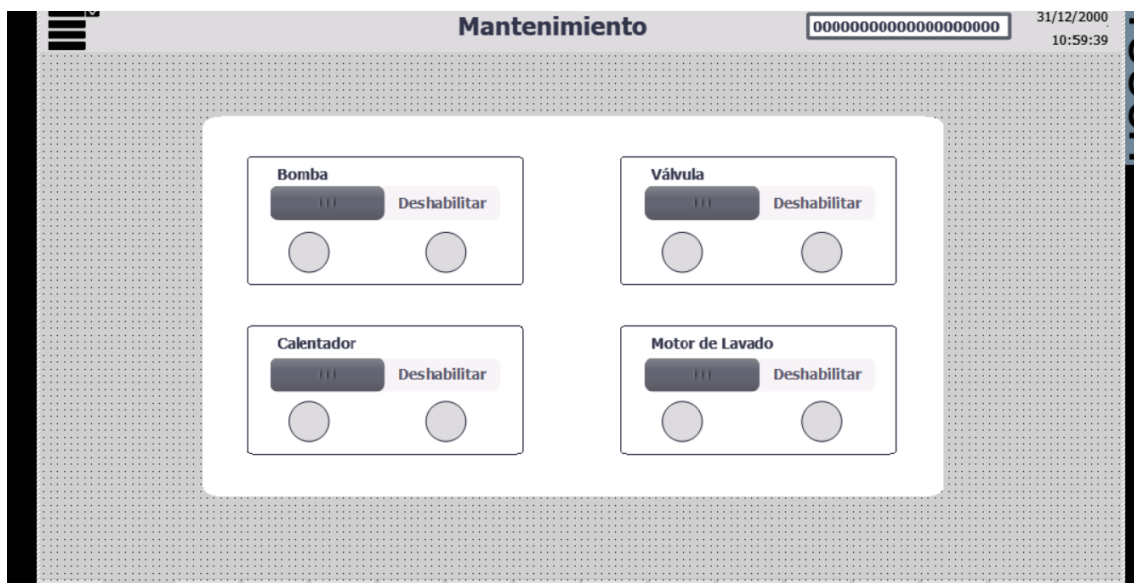 Mantenimiento
00000000000000000000
31/12/2000
10:59:39
Bomba
Deshabilitar
Válvula
Deshabilitar
Calentador
Deshabilitar
Motor de Lavado
Deshabilitar